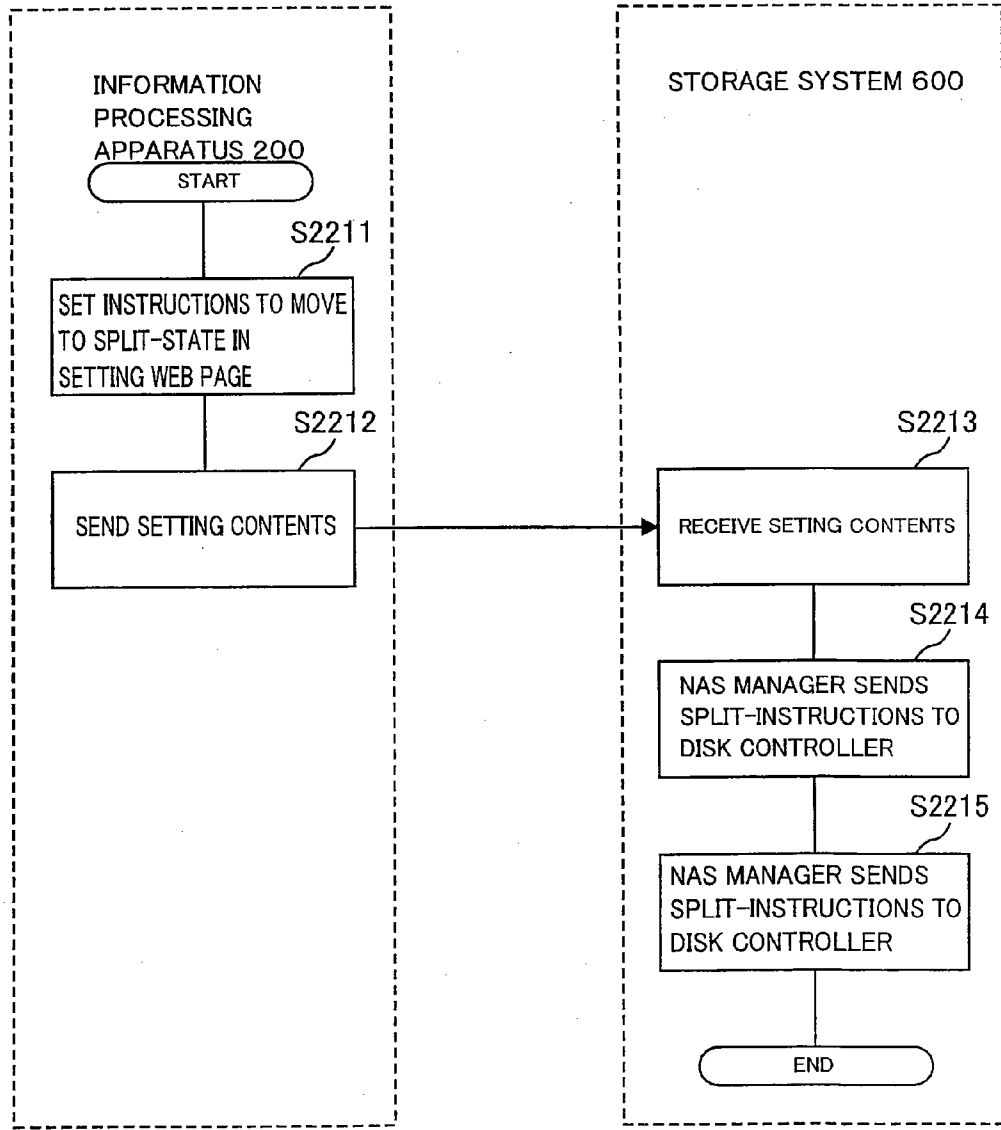 INFORMATION
PROCESSING
APPARATUS 200
START
S2211
SET INSTRUCTIONS TO MOVE
TO SPLIT-STATE IN
SETTING WEB PAGE
S2212
SEND SETTING CONTENTS
STORAGE SYSTEM 600
S2213
RECEIVE SETING CONTENTS
S2214
NAS MANAGER SENDS
SPLIT-INSTRUCTIONS TO
DISK CONTROLLER
S2215
NAS MANAGER SENDS
SPLIT-INSTRUCTIONS TO
DISK CONTROLLER
END